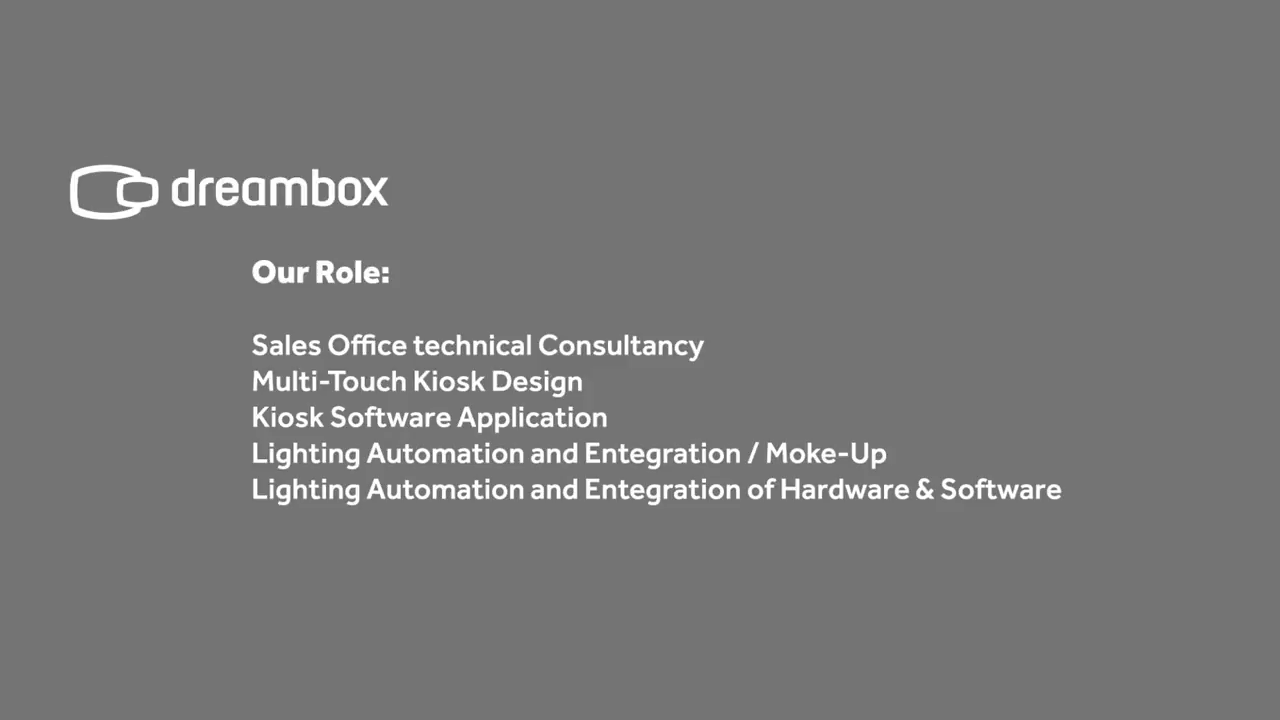 dreambox
Our Role:
Sales Office technical Consultancy
Multi-Touch Kiosk Design
Kiosk Software Application
Lighting Automation and Entegration / Moke-Up
Lighting Automation and Entegration of Hardware & Software